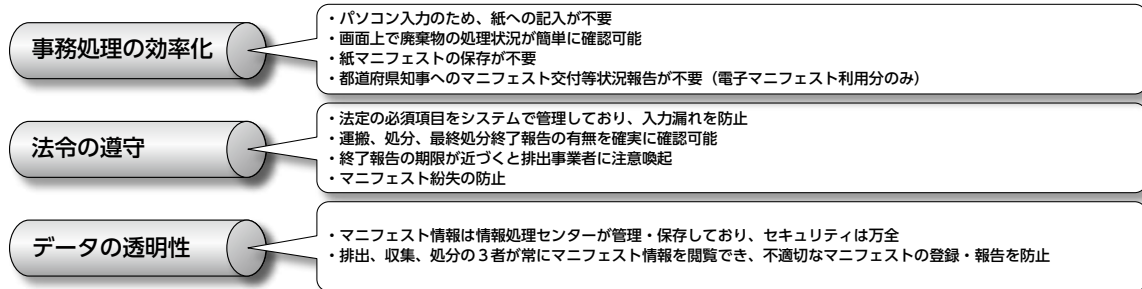 事務処理の効率化
・パソコン入力のため、紙への記入が不要
・画面上で廃棄物の処理状況が簡単に確認可能
・紙マニフェストの保存が不要
・都道府県知事へのマニフェスト交付等状況報告が不要（電子マニフェスト利用分のみ）
法令の遵守
・法定の必須項目をシステムで管理しており、入力漏れを防止
・運搬、処分、最終処分終了報告の有無を確実に確認可能
・終了報告の期限が近づくと排出事業者に注意喚起
・マニフェスト紛失の防止
データの透明性
・マニフェスト情報は情報処理センターが管理・保存しており、セキュリティは万全
・排出、収集、処分の３者が常にマニフェスト情報を閲覧でき、不適切なマニフェストの登録・報告を防止